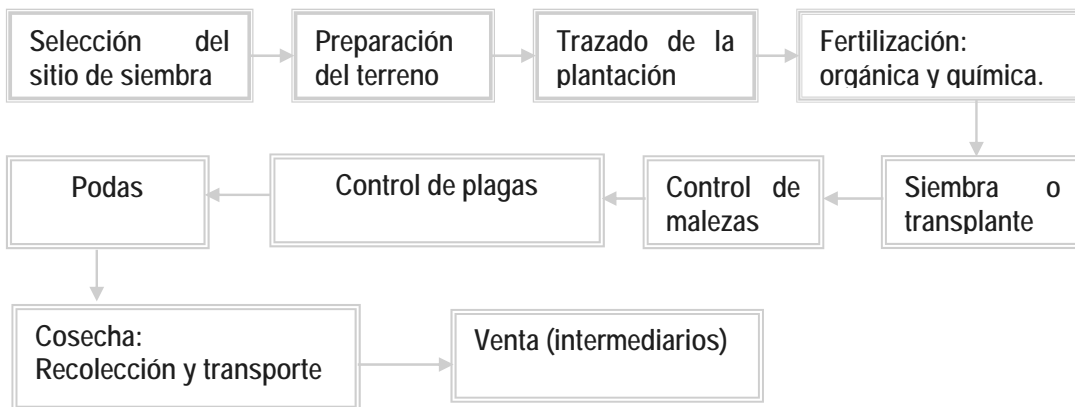 Selección del
sitio de siembra
Preparación
del terreno
Trazado de la
plantación
Fertilización:
orgánica y química.
Siembra o
transplante
Control de
malezas
Control de plagas
Podas
Cosecha:
Recolección y transporte
Venta (intermediarios)